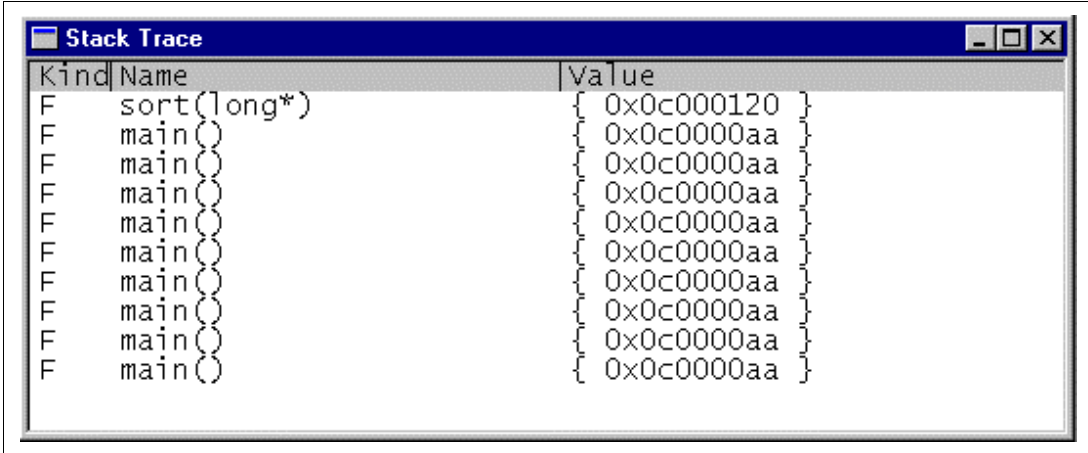 Stack Trace
Kind Name Value
F sort(long*) { 0x0c000120 }
F main() { 0x0c0000aa }
F main() { 0x0c0000aa }
F main() { 0x0c0000aa }
F main() { 0x0c0000aa }
F main() { 0x0c0000aa }
F main() { 0x0c0000aa }
F main() { 0x0c0000aa }
F main() { 0x0c0000aa }
F main() { 0x0c0000aa }